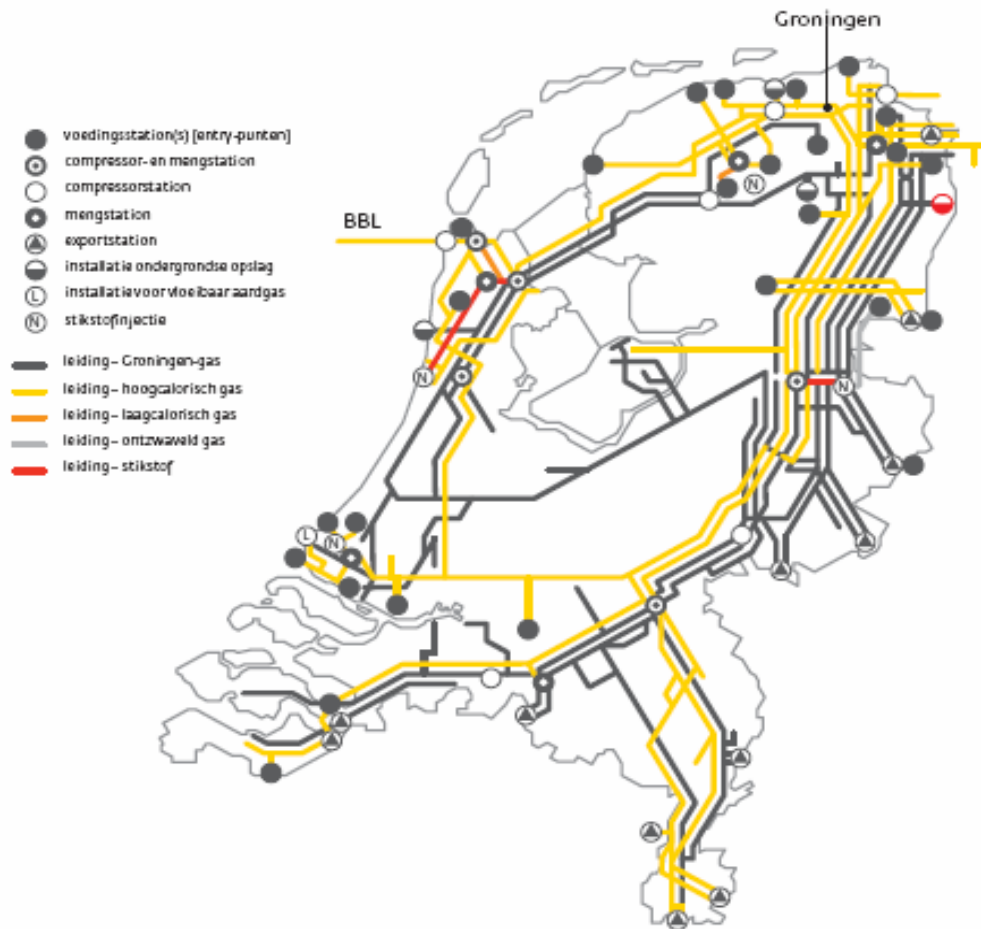 Groningen
voedingsstation(s) [entry-punten]
compressor-en mengstation
compressorstation
BBL
mengstation
exportstation
installatie ondergrondse opslag
L installatie voor vloeibaar aardgas
N stikstofinjectie
leiding – Groningen-gas
leiding – hoogcalorisch gas
leiding – laagcalorisch gas
leiding – ontzwaveld gas
leiding – stikstof
N
N
N
L
N